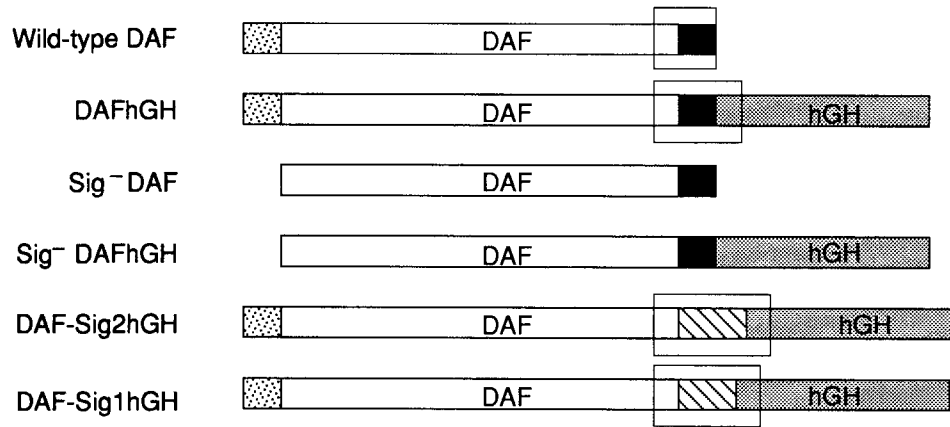 Wild-type DAF DAF
DAFhGH DAF hGH
Sig⁻ DAF DAF
Sig⁻ DAFhGH DAF hGH
DAF-Sig2hGH DAF hGH
DAF-Sig1hGH DAF hGH